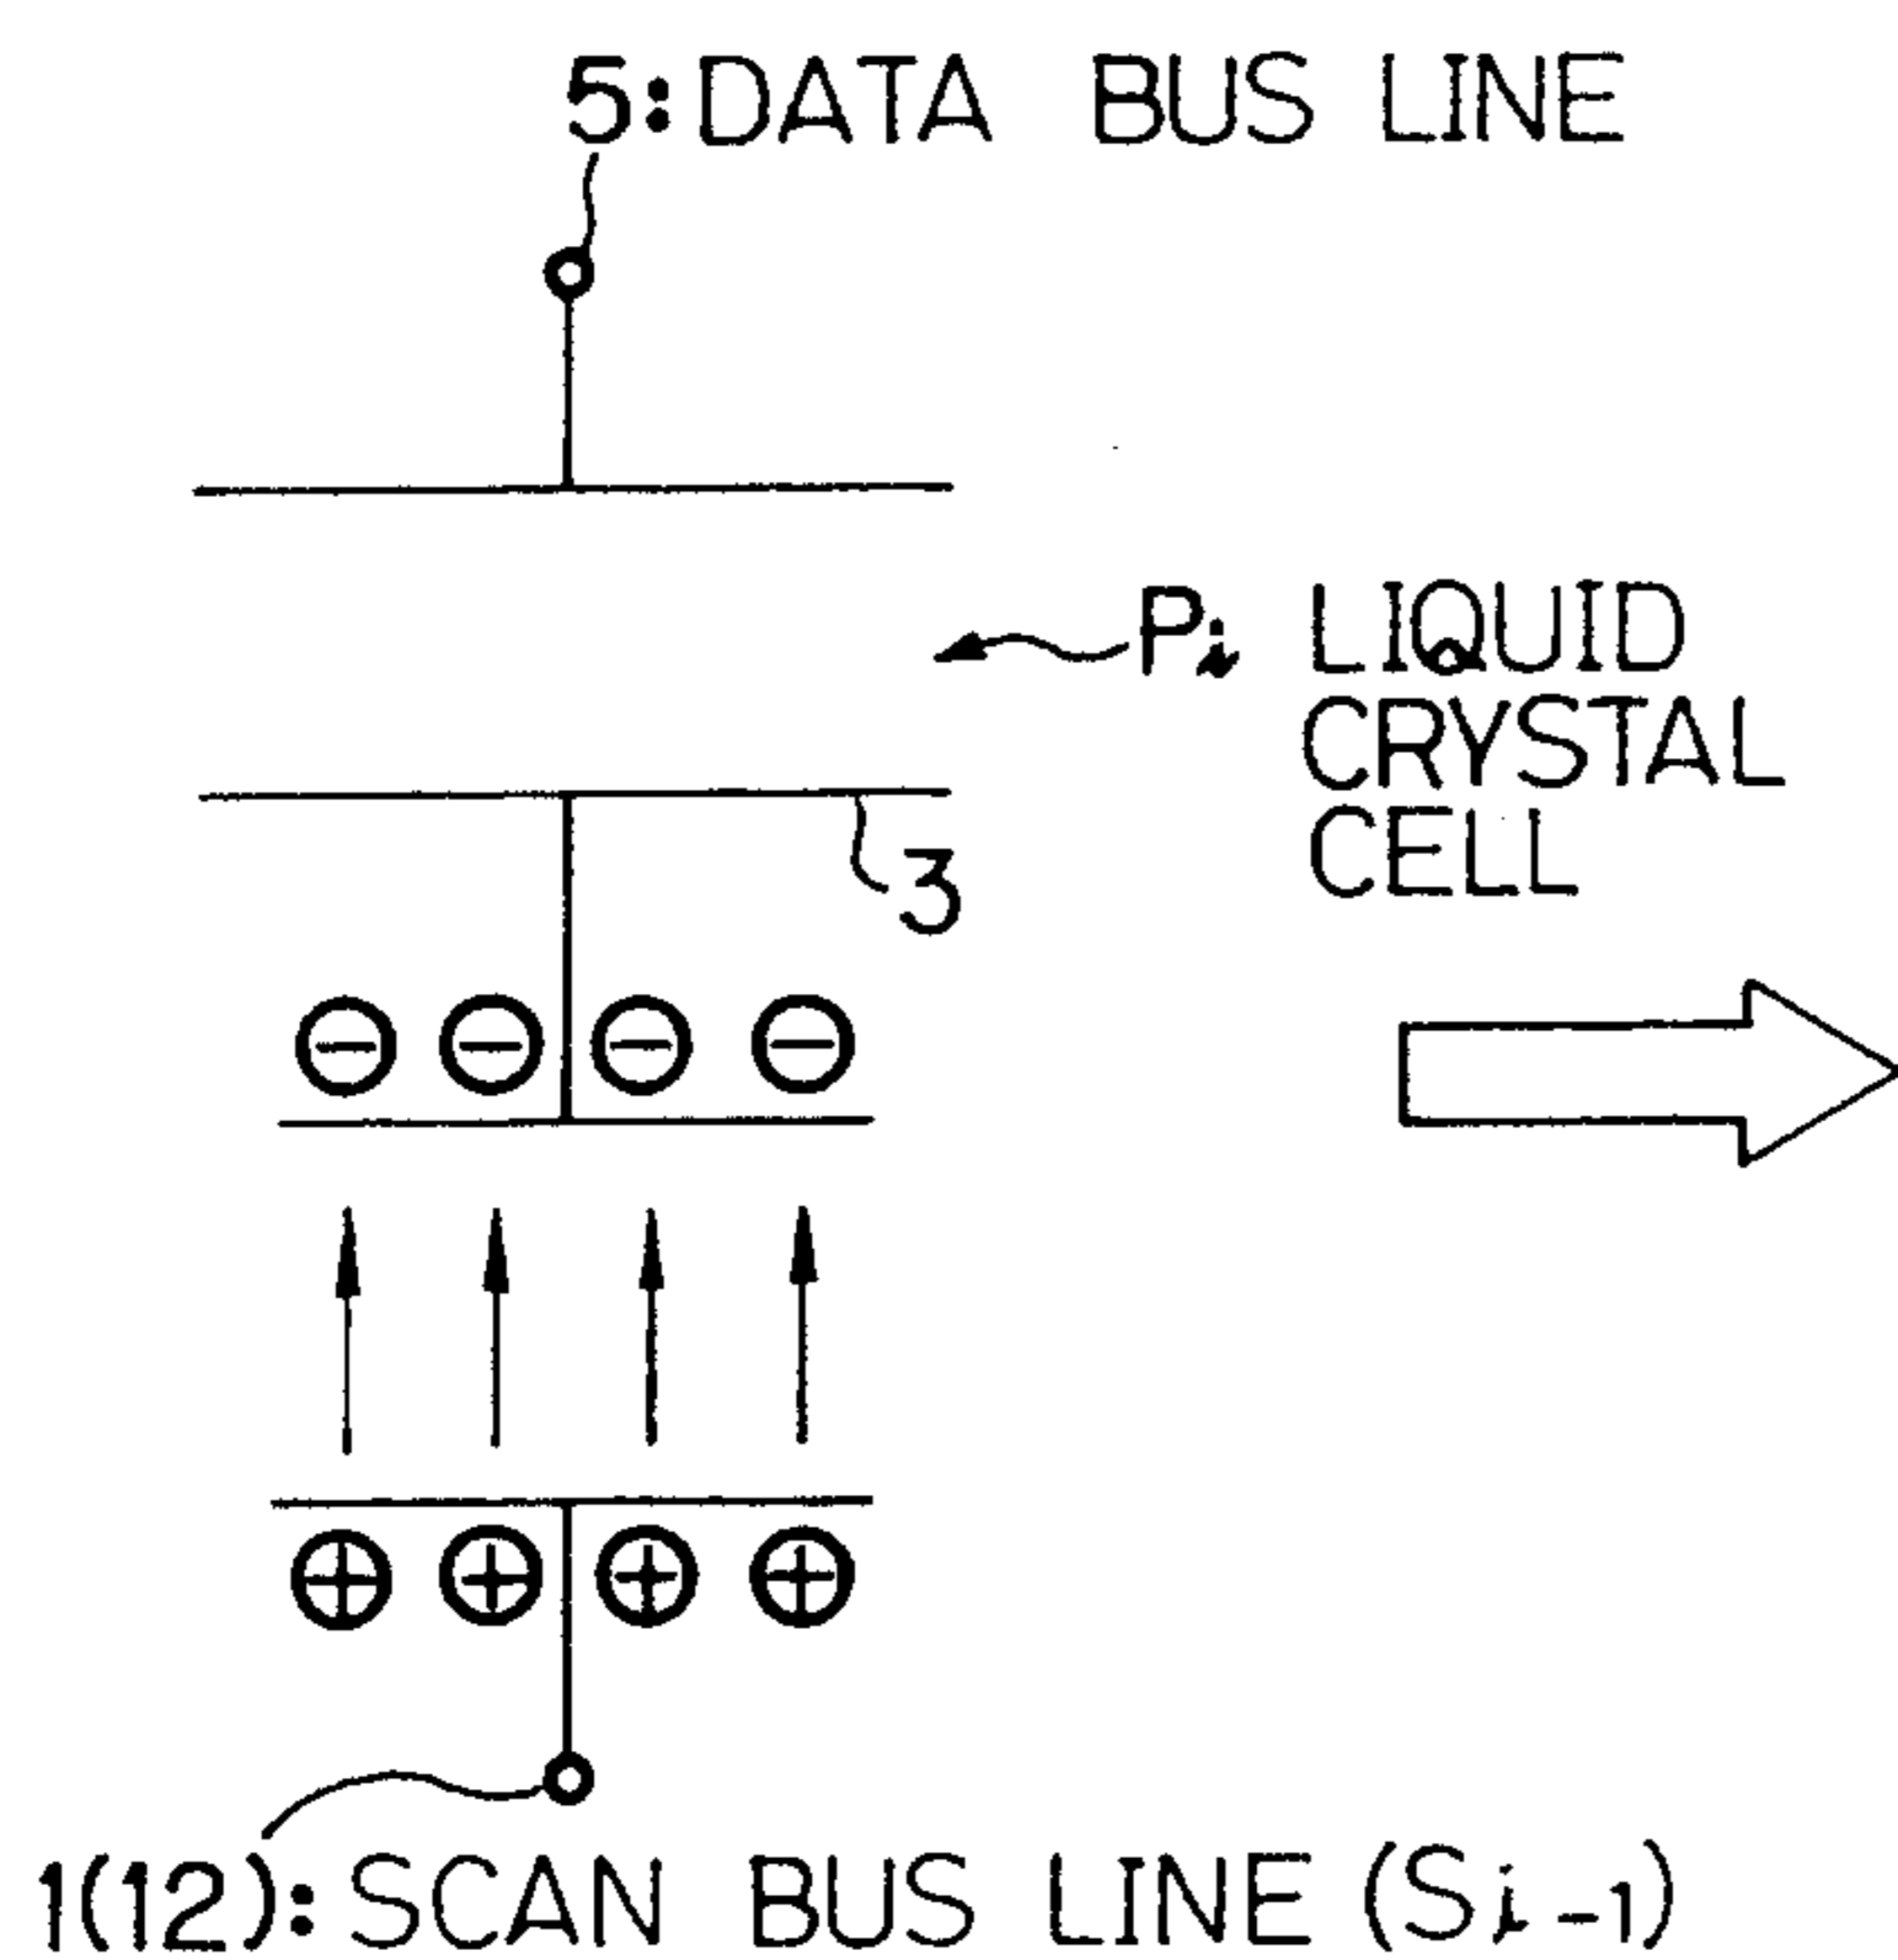 5: DATA BUS LINE
Pi LIQUID
CRYSTAL
CELL
3
1(12): SCAN BUS LINE (Si-1)